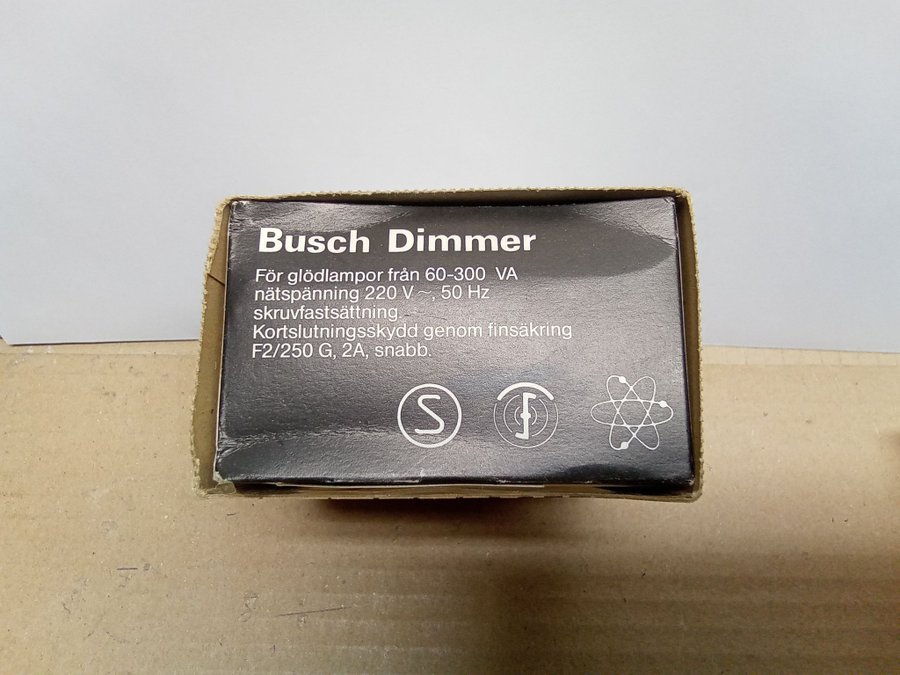 Busch Dimmer
För glödlampor från 60-300 VA
nätspänning 220 V ~, 50 Hz
skruvfastsättning.
Kortslutningsskydd genom finsäkring
F2/250 G, 2A, snabb.
S